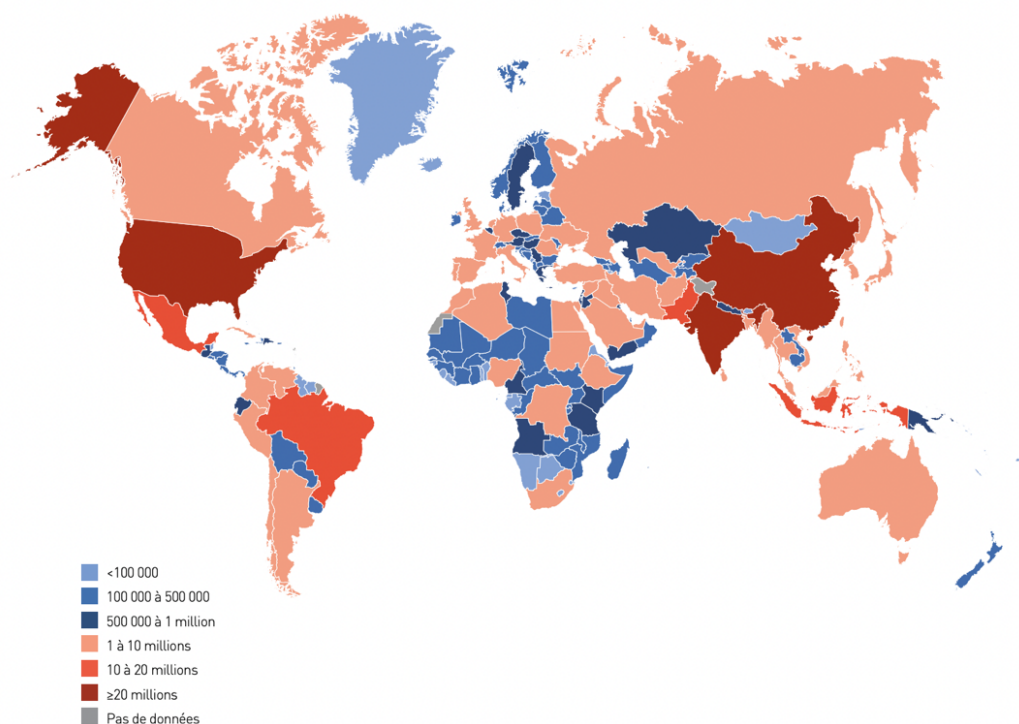 <100 000
100 000 à 500 000
500 000 à 1 million
1 à 10 millions
10 à 20 millions
≥20 millions
Pas de données